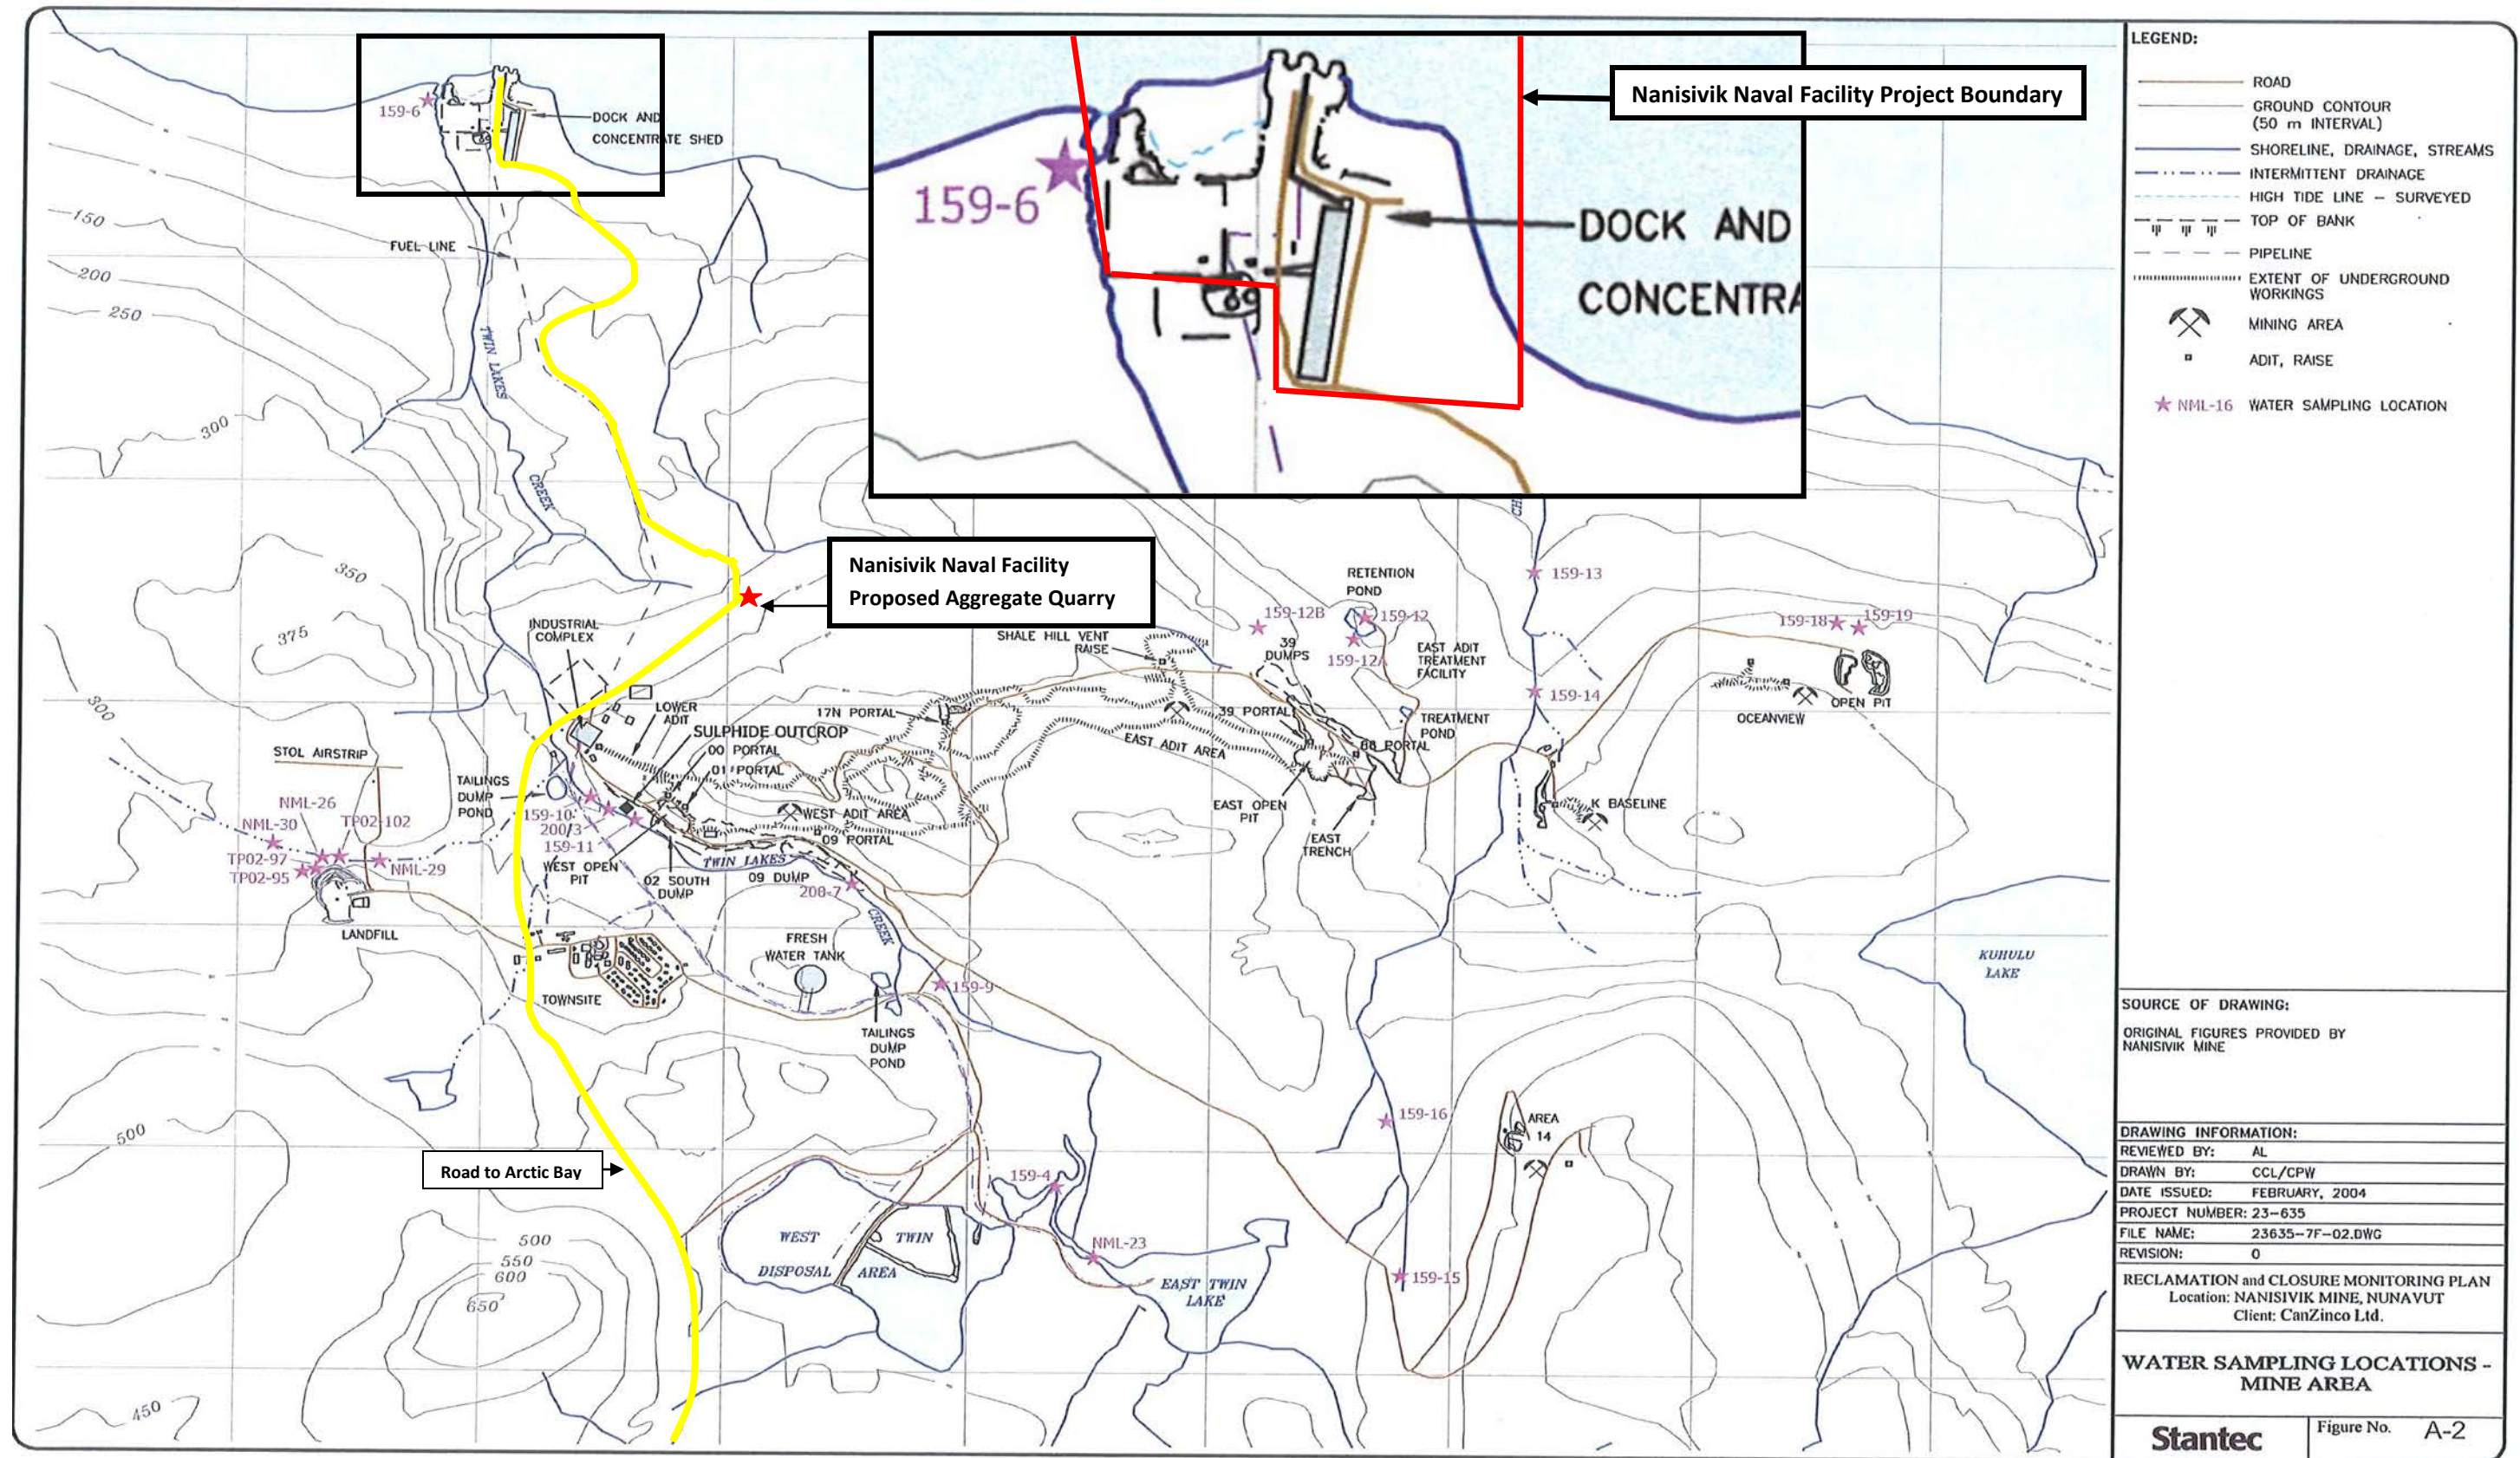 159-6
DOCK AND
CONCENTRATE SHED
150
200
250
FUEL LINE
TWIN LAKES
CREEK
300
350
375
300
159-6
DOCK AND
CONCENTRA
Nanisivik Naval Facility Project Boundary
Nanisivik Naval Facility
Proposed Aggregate Quarry
CH
INDUSTRIAL
COMPLEX
SHALE HILL VENT
RAISE
159-12B
RETENTION
POND
159-12
159-12A
39
DUMPS
EAST ADIT
TREATMENT
FACILITY
159-13
159-14
159-18
159-19
OPEN PIT
OCEANVIEW
LOWER
ADIT
SULPHIDE OUTCROP
00 PORTAL
01 PORTAL
17N PORTAL
39 PORTAL
EAST ADIT AREA
TREATMENT
POND
88 PORTAL
STOL AIRSTRIP
TAILINGS
DUMP
POND
NML-26
NML-30
TP02-102
TP02-97
TP02-95
NML-29
LANDFILL
159-10
200/3
159-11
WEST OPEN
PIT
WEST ADIT AREA
09 PORTAL
TWIN LAKES
02 SOUTH
DUMP
09 DUMP
200-7
CREEK
EAST OPEN
PIT
EAST
TRENCH
K BASELINE
FRESH
WATER TANK
TOWNSITE
159-9
TAILINGS
DUMP
POND
KUHULU
LAKE
500
Road to Arctic Bay
159-4
159-16
AREA
14
500
550
600
650
WEST TWIN
DISPOSAL AREA
NML-23
EAST TWIN
LAKE
159-15
450
LEGEND:
ROAD
GROUND CONTOUR
(50 m INTERVAL)
SHORELINE, DRAINAGE, STREAMS
INTERMITTENT DRAINAGE
HIGH TIDE LINE - SURVEYED
TOP OF BANK
PIPELINE
EXTENT OF UNDERGROUND
WORKINGS
MINING AREA
ADIT, RAISE
NML-16 WATER SAMPLING LOCATION
SOURCE OF DRAWING:
ORIGINAL FIGURES PROVIDED BY
NANISIVIK MINE
DRAWING INFORMATION:
REVIEWED BY: AL
DRAWN BY: CCL/CPW
DATE ISSUED: FEBRUARY, 2004
PROJECT NUMBER: 23-635
FILE NAME: 23635-7F-02.DWG
REVISION: 0
RECLAMATION and CLOSURE MONITORING PLAN
Location: NANISIVIK MINE, NUNAVUT
Client: CanZinco Ltd.
WATER SAMPLING LOCATIONS -
MINE AREA
Stantec
Figure No. A-2